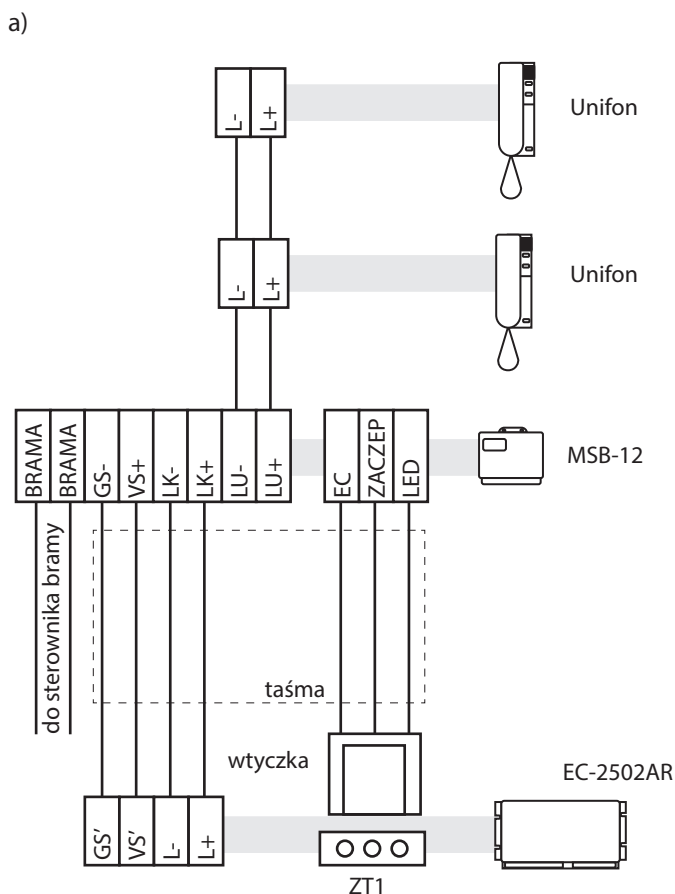 a)
L-
L+
Unifon
L-
L+
Unifon
BRAMA
BRAMA
GS-
VS+
LK-
LK+
LU-
LU+
EC
ZACZEP
LED
MSB-12
do sterownika bramy
taśma
wtyczka
EC-2502AR
GS'
VS'
L-
L+
ZT1